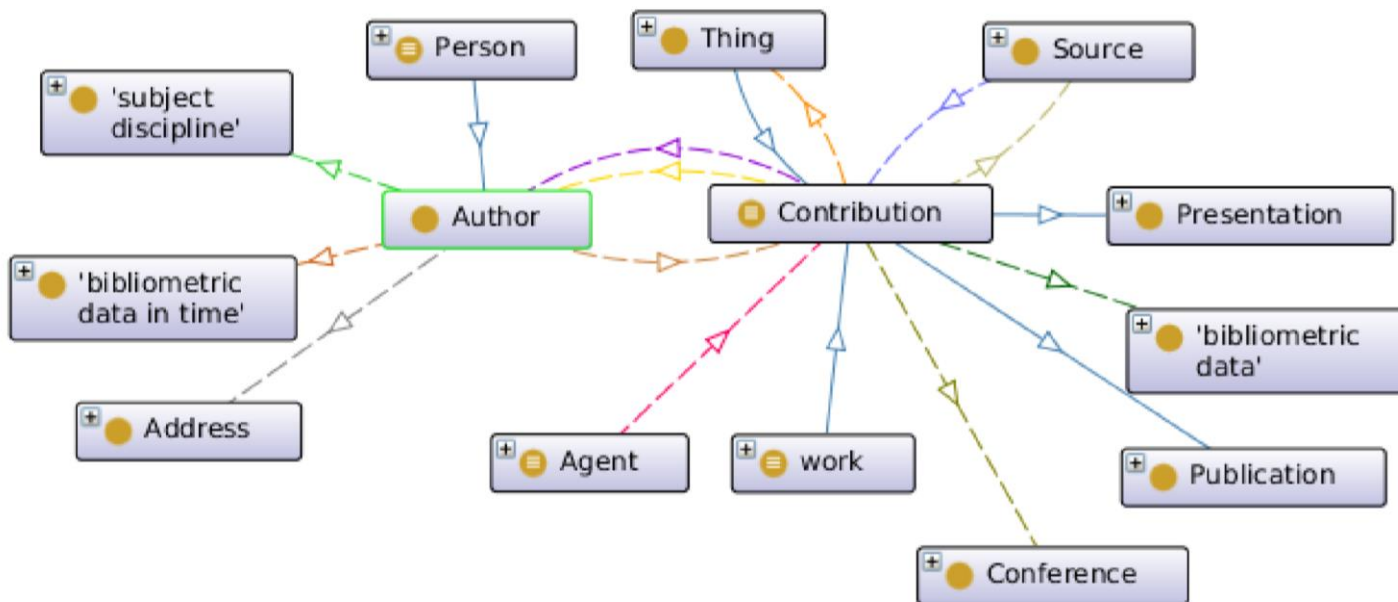 Person
Thing
Source
'subject
discipline'
Author
Contribution
Presentation
'bibliometric
data in time'
'bibliometric
data'
Address
Agent
work
Publication
Conference